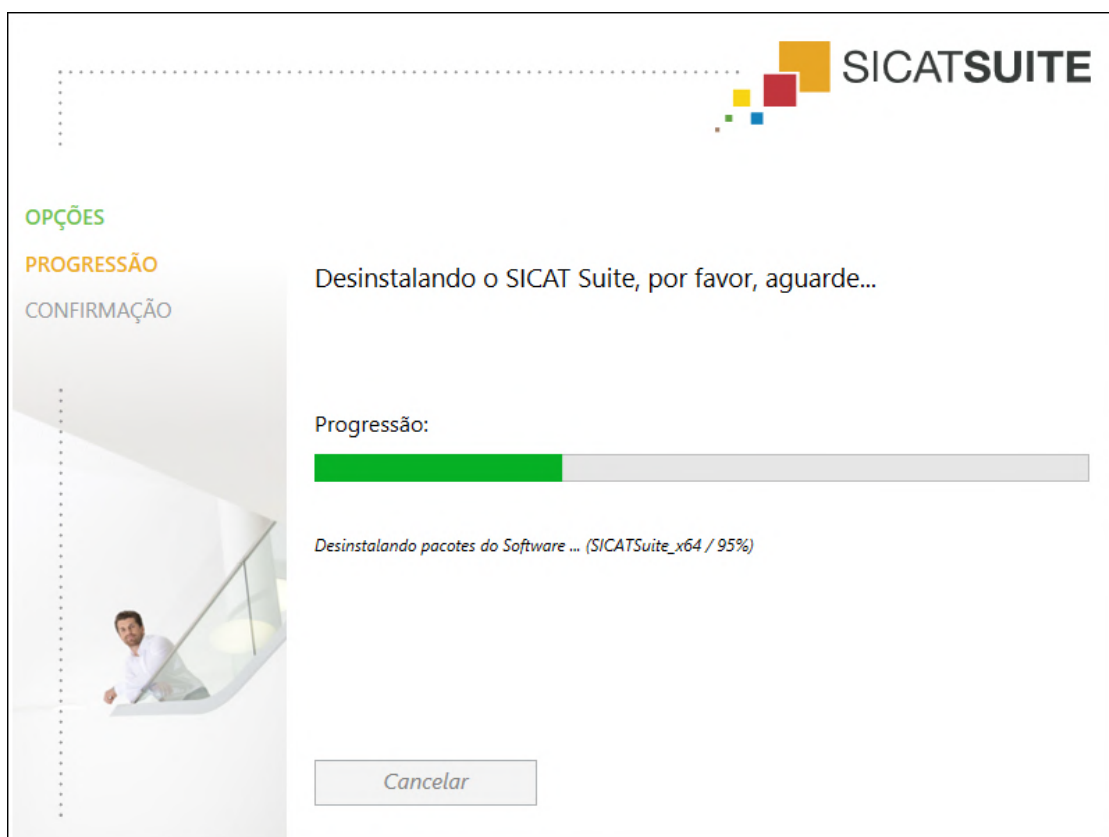 SICATSUITE
OPÇÕES
PROGRESSÃO
CONFIRMAÇÃO
Desinstalando o SICAT Suite, por favor, aguarde...
Progressão:
Desinstalando pacotes do Software ... (SICATSuite_x64 / 95%)
Cancelar